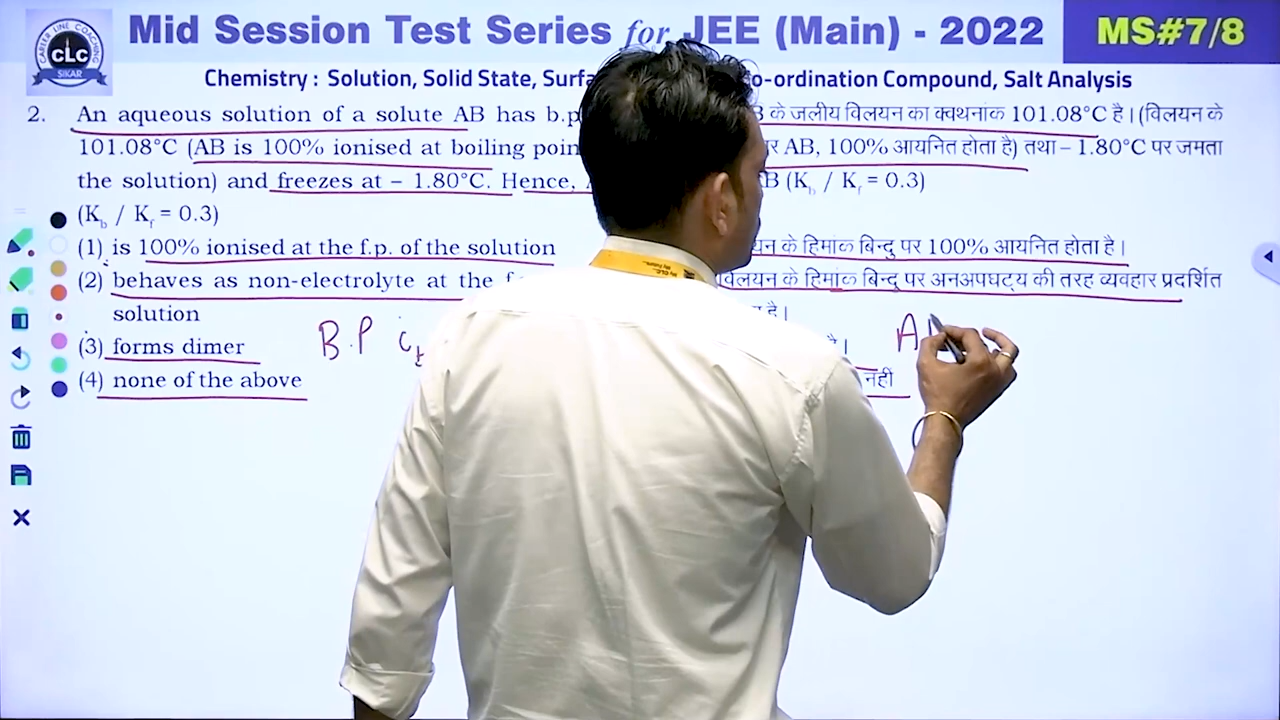 Mid Session Test Series for JEE (Main) - 2022
MS#7/8
CAREER LINE COACHING
CLC
SIKAR
Chemistry : Solution, Solid State, Surfa o-ordination Compound, Salt Analysis
2. An aqueous solution of a solute AB has b.p
101.08°C (AB is 100% ionised at boiling poin
the solution) and freezes at – 1.80°C. Hence,
(Kb / Kf = 0.3)
(1) is 100% ionised at the f.p. of the solution
(2) behaves as non-electrolyte at the f
solution
(3) forms dimer
(4) none of the above
B के जलीय विलयन का क्वथनांक 101.08°C है। (विलयन के
र AB, 100% आयनित होता है) तथा – 1.80°C पर जमता
B (Kb / Kf = 0.3)
यन के हिमांक बिन्दु पर 100% आयनित होता है।
विलयन के हिमांक बिन्दु पर अनअपघट्य की तरह व्यवहार प्रदर्शित
है।
है।
नहीं
B.P i
A